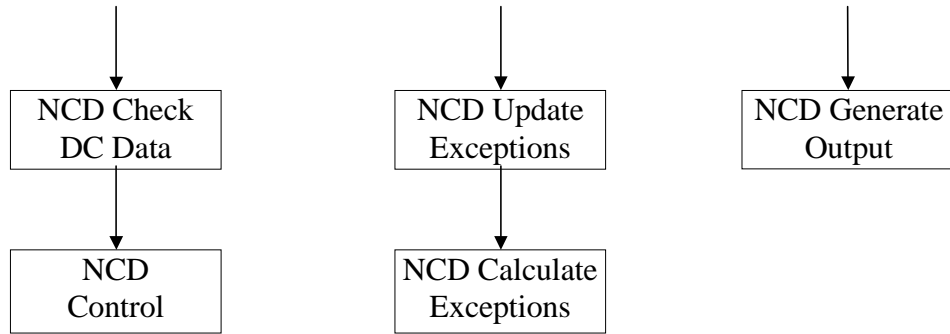 NCD Check
DC Data
NCD Update
Exceptions
NCD Generate
Output
NCD
Control
NCD Calculate
Exceptions